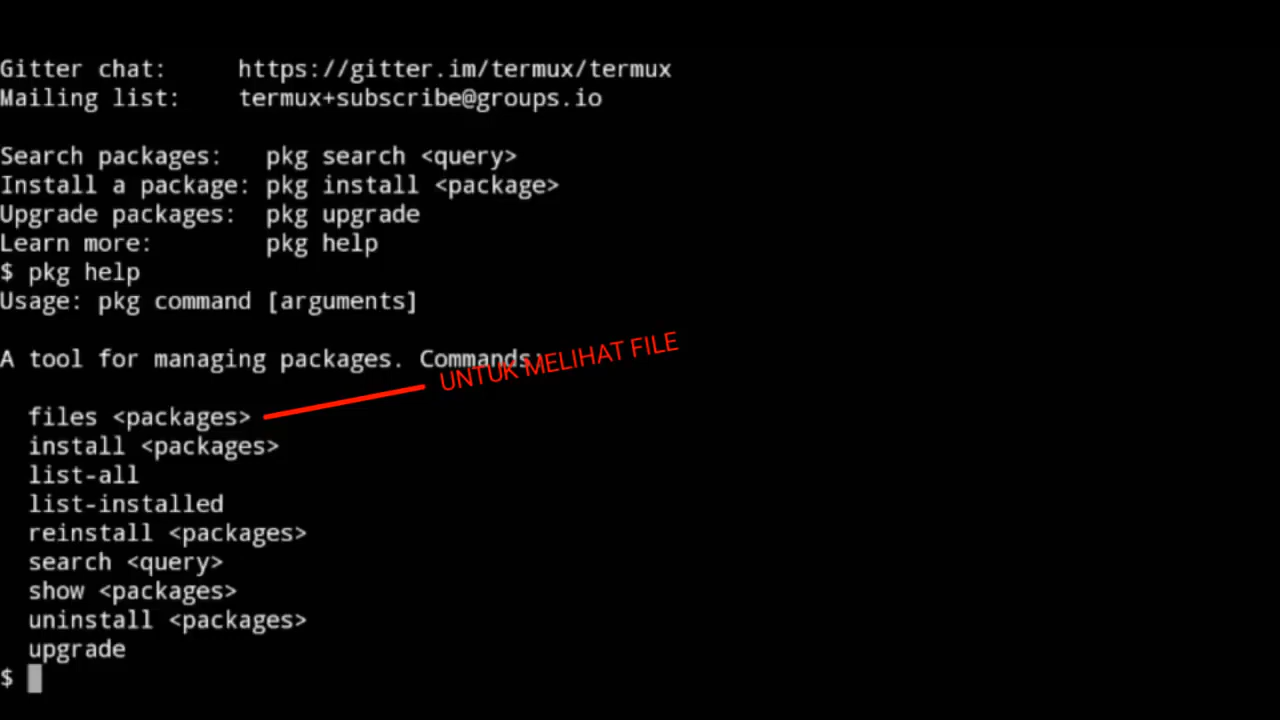 Gitter chat: https://gitter.im/termux/termux
Mailing list: termux+subscribe@groups.io
Search packages: pkg search <query>
Install a package: pkg install <package>
Upgrade packages: pkg upgrade
Learn more: pkg help
$ pkg help
Usage: pkg command [arguments]
A tool for managing packages. Commands:
UNTUK MELIHAT FILE
files <packages>
install <packages>
list-all
list-installed
reinstall <packages>
search <query>
show <packages>
uninstall <packages>
upgrade
$